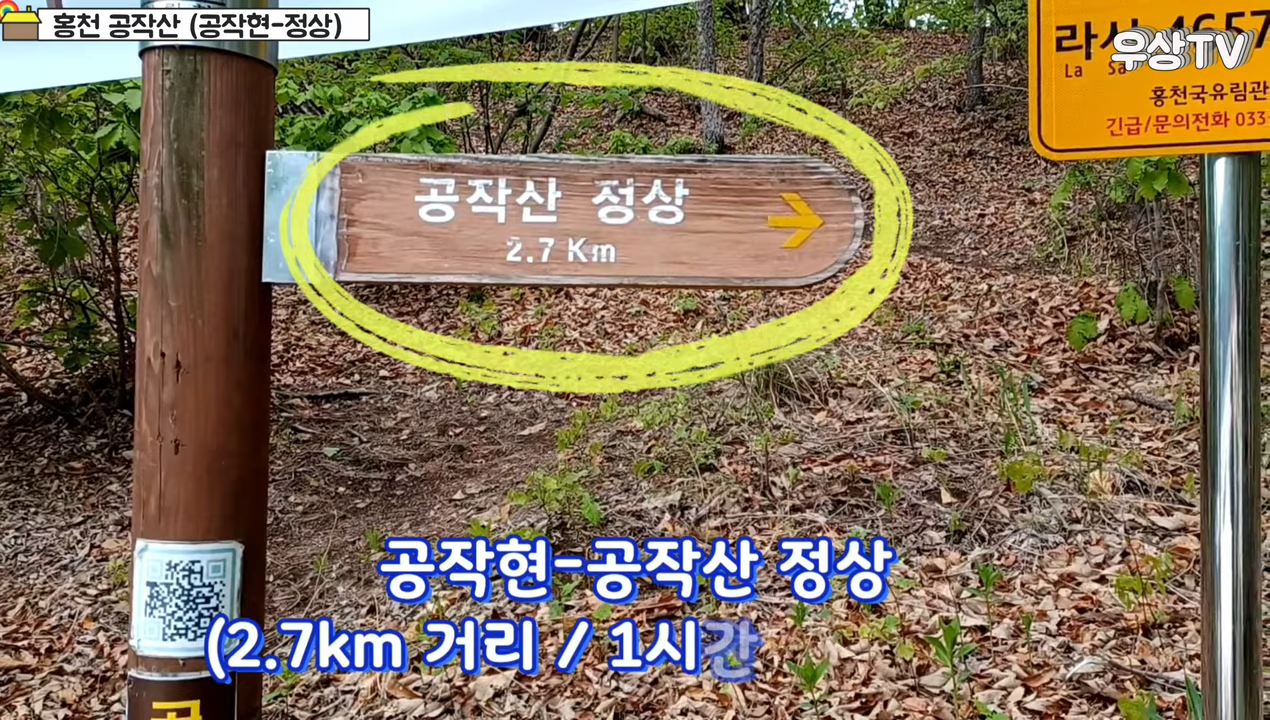 홍천 공작산 (공작현-정상)
우상TV
La
홍천국유림관
긴급/문의전화 033-
공작산 정상
2.7 Km
공작현-공작산 정상
(2.7km 거리 / 1시간